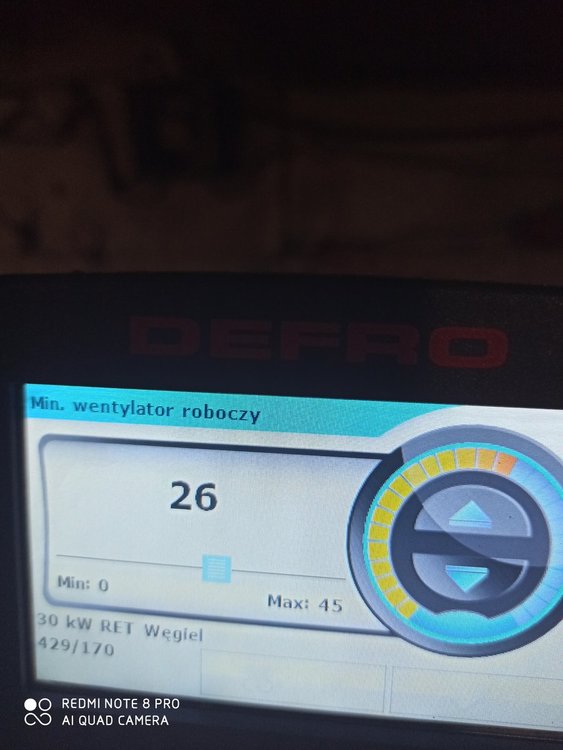 DEFRO
Min. wentylator roboczy
26
Min: 0
Max: 45
30 kW RET Węgiel
429/170
REDMI NOTE 8 PRO
AI QUAD CAMERA